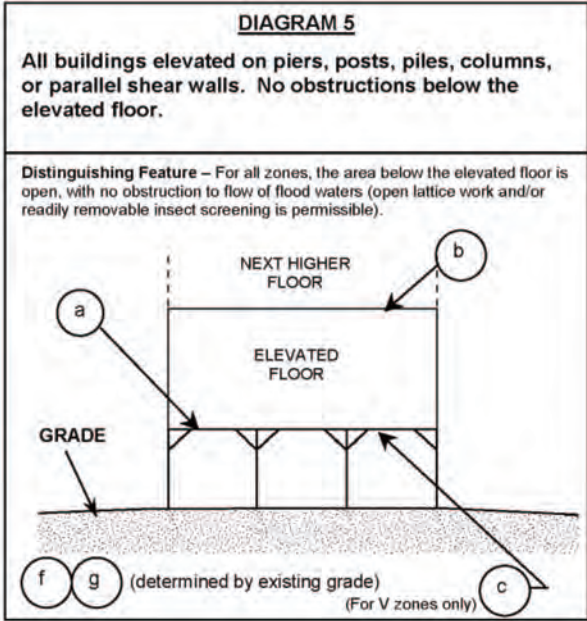 DIAGRAM 5
All buildings elevated on piers, posts, piles, columns,
or parallel shear walls.  No obstructions below the
elevated floor.
Distinguishing Feature – For all zones, the area below the elevated floor is
open, with no obstruction to flow of flood waters (open lattice work and/or
readily removable insect screening is permissible).
NEXT HIGHER
FLOOR
b
a
ELEVATED
FLOOR
GRADE
f g (determined by existing grade)
(For V zones only) c